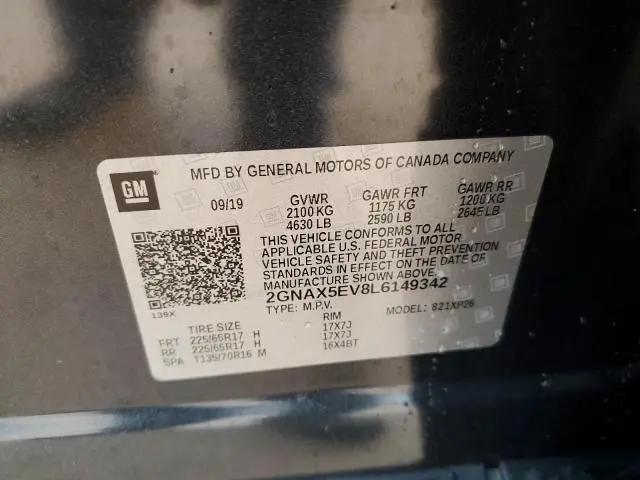 MFD BY GENERAL MOTORS OF CANADA COMPANY
GM
09/19 GVWR GAWR FRT GAWR RR
2100 KG 1175 KG 1200 KG
4630 LB 2590 LB 2645 LB
THIS VEHICLE CONFORMS TO ALL
APPLICABLE U.S. FEDERAL MOTOR
VEHICLE SAFETY AND THEFT PREVENTION
STANDARDS IN EFFECT ON THE DATE OF
MANUFACTURE SHOWN ABOVE.
2GNAX5EV8L6149342
139X TYPE: M.P.V. MODEL: 821XP26
TIRE SIZE RIM
FRT 225/65R17 H 17X7J
RR 225/65R17 H 17X7J
SPA T135/70R16 M 16X4BT